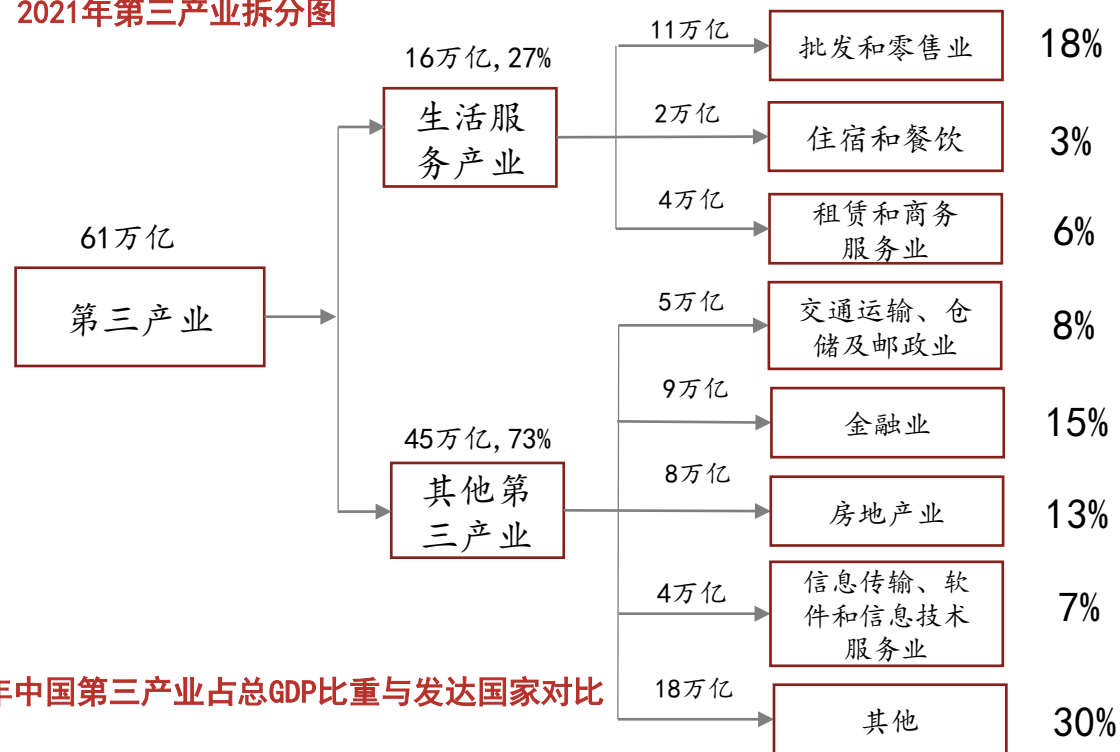 2021年第三产业拆分图
61万亿
第三产业
16万亿,27%
生活服
务产业
11万亿
批发和零售业
18%
2万亿
住宿和餐饮
3%
4万亿
租赁和商务
服务业
6%
45万亿,73%
其他第
三产业
5万亿
交通运输、仓
储及邮政业
8%
9万亿
金融业
15%
8万亿
房地产业
13%
4万亿
信息传输、软
件和信息技术
服务业
7%
18万亿
其他
30%
年中国第三产业占总GDP比重与发达国家对比